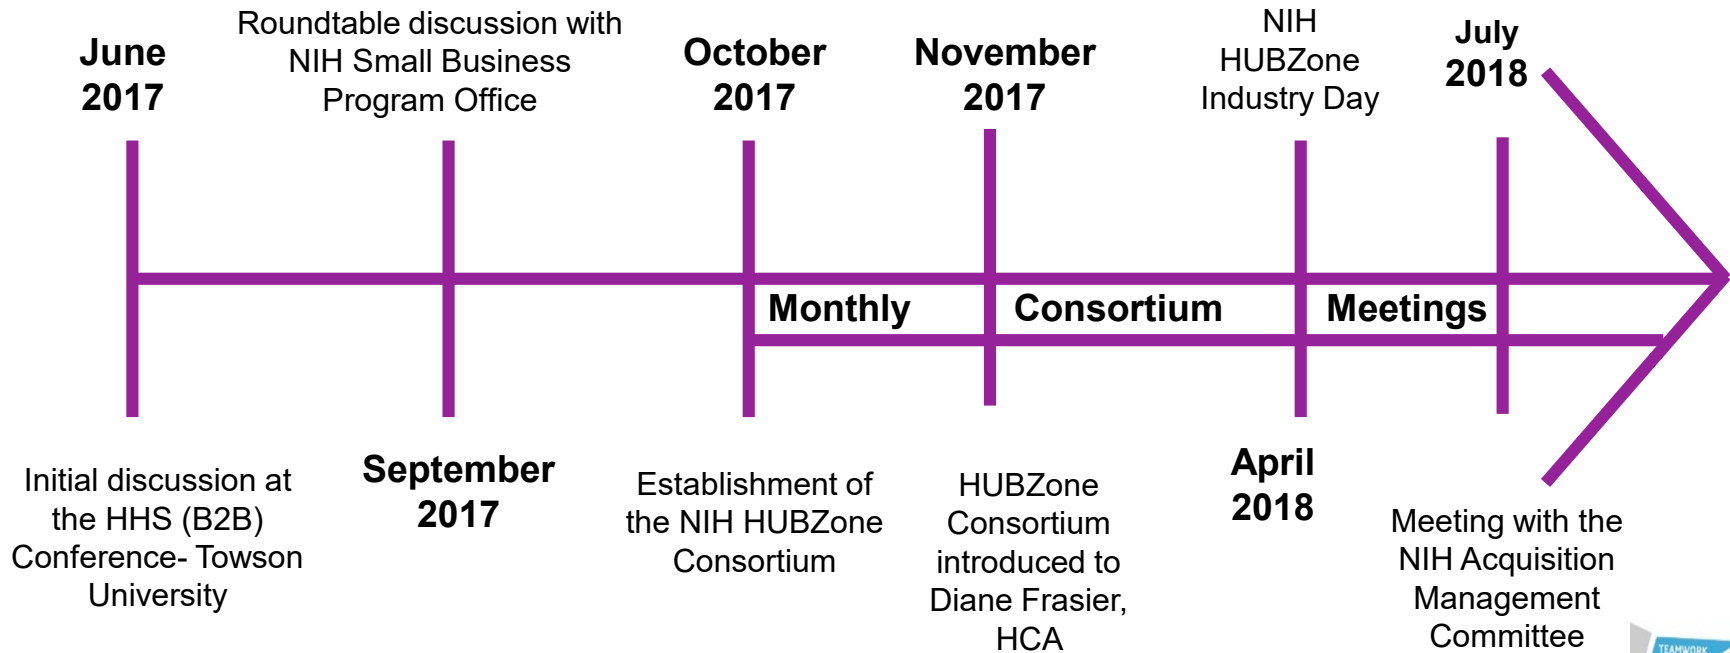 June
2017
Roundtable discussion with
NIH Small Business
Program Office
October
2017
November
2017
NIH
HUBZone
Industry Day
July
2018
Monthly
Consortium
Meetings
Initial discussion at
the HHS (B2B)
Conference- Towson
University
September
2017
Establishment of
the NIH HUBZone
Consortium
HUBZone
Consortium
introduced to
Diane Frasier,
HCA
April
2018
Meeting with the
NIH Acquisition
Management
Committee
TEAMWORK